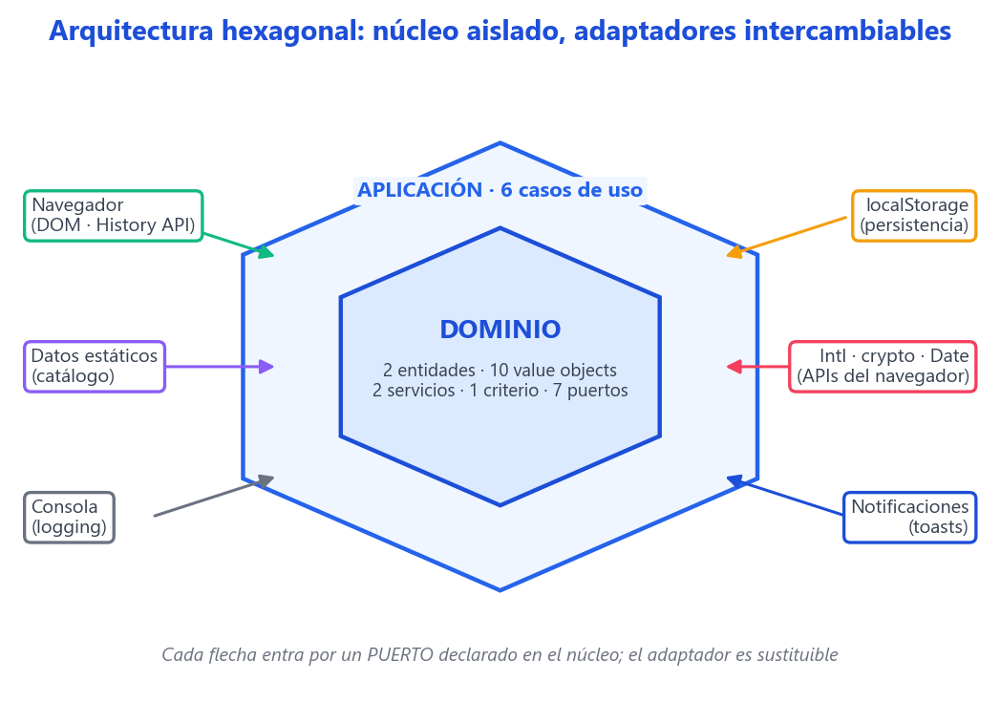 Arquitectura hexagonal: núcleo aislado, adaptadores intercambiables
APLICACIÓN · 6 casos de uso
Navegador
(DOM · History API)
localStorage
(persistencia)
DOMINIO
2 entidades · 10 value objects
2 servicios · 1 criterio · 7 puertos
Datos estáticos
(catálogo)
Intl · crypto · Date
(APIs del navegador)
Consola
(logging)
Notificaciones
(toasts)
Cada flecha entra por un PUERTO declarado en el núcleo; el adaptador es sustituible